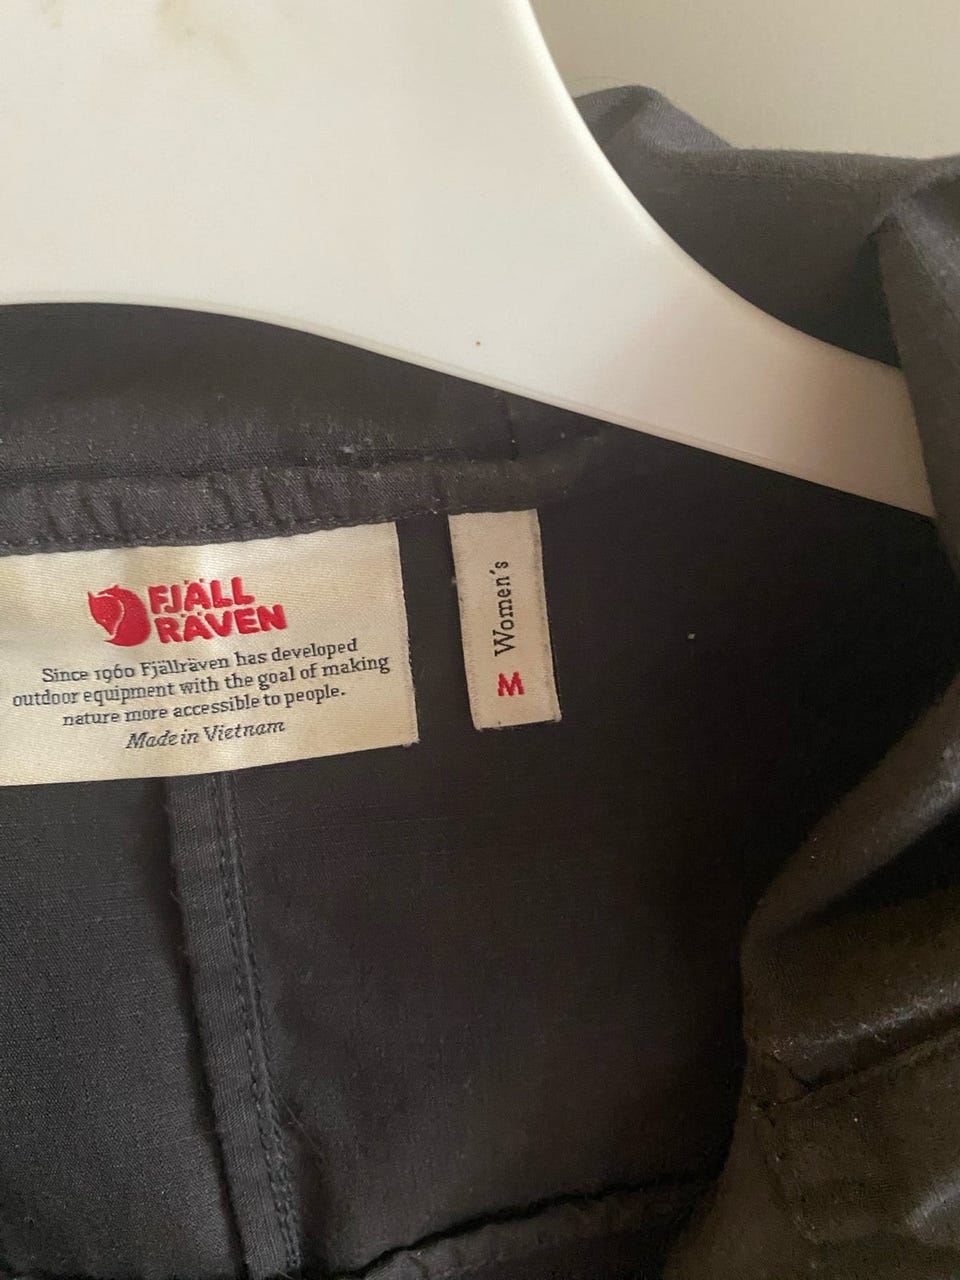 FJÄLL
RÄVEN
Since 1960 Fjällräven has developed
outdoor equipment with the goal of making
nature more accessible to people.
Made in Vietnam
Women's
M